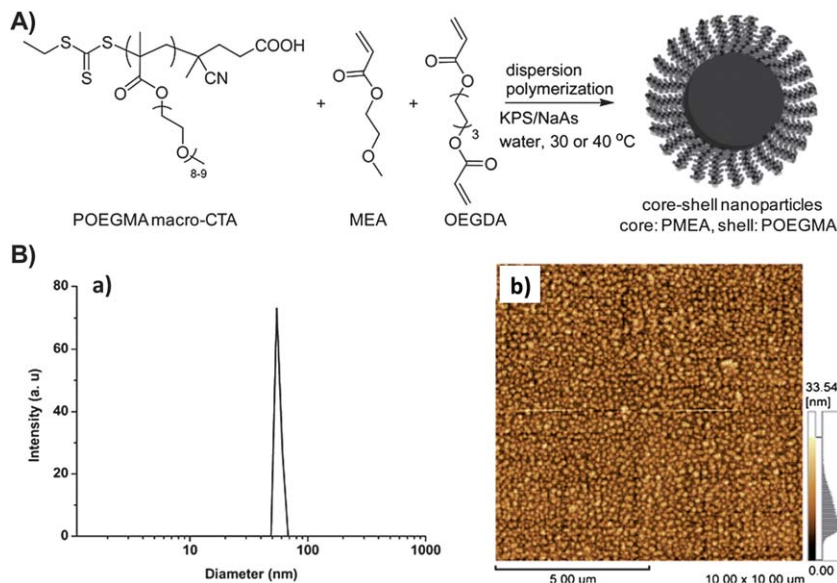 A)
S S COOH
S CN
O O
O
8-9
POEGMA macro-CTA
+
O O
O
MEA
+
O
O
3
O
O
OEGDA
dispersion
polymerization
KPS/NaAs
water, 30 or 40 °C
core-shell nanoparticles
core: PMEA, shell: POEGMA
B)
a)
80
60
40
20
0
Intensity (a. u)
10 100 1000
Diameter (nm)
b)
33.54
[nm]
0.00
5.00 um 10.00 x 10.00 um